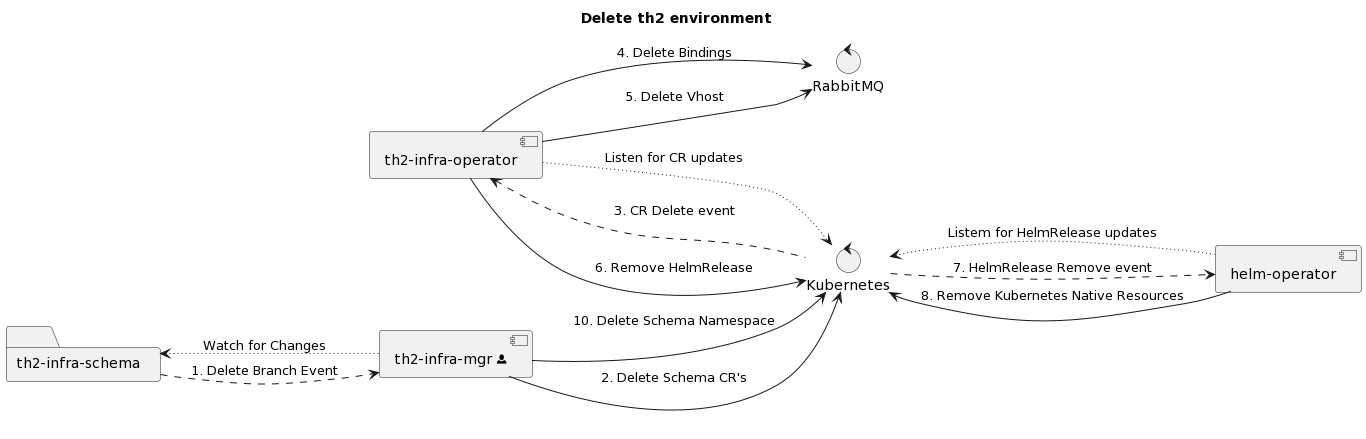 Delete th2 environment
4. Delete Bindings
RabbitMQ
5. Delete Vhost
th2-infra-operator
Listen for CR updates
3. CR Delete event
Listem for HelmRelease updates
6. Remove HelmRelease
7. HelmRelease Remove event
helm-operator
Kubernetes
8. Remove Kubernetes Native Resources
10. Delete Schema Namespace
Watch for Changes
th2-infra-schema
th2-infra-mgr
1. Delete Branch Event
2. Delete Schema CR's